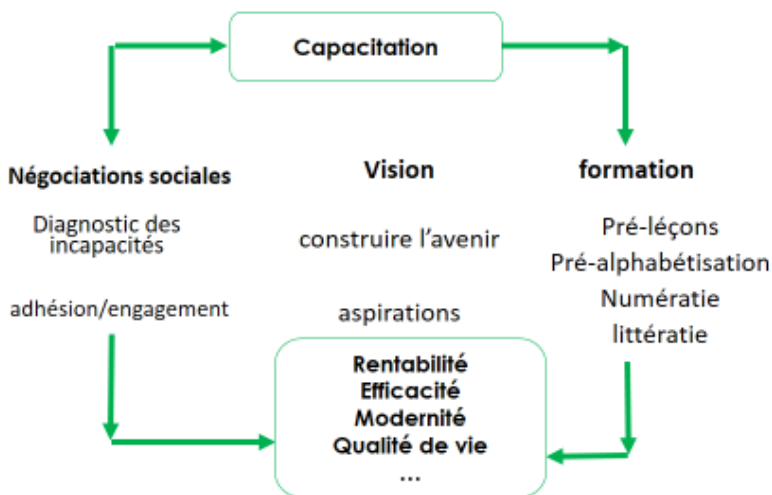 Capacitation
Négociations sociales
Diagnostic des
incapacités
adhésion/engagement
Vision
construire l'avenir
aspirations
formation
Pré-léçons
Pré-alphabétisation
Numératie
littératie
Rentabilité
Efficacité
Modernité
Qualité de vie
...